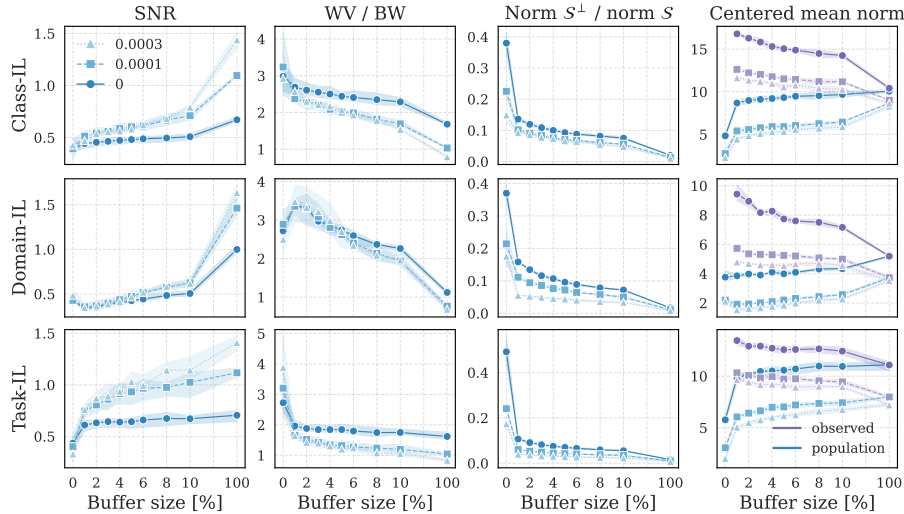 SNR
WV / BW
Norm 𝒮⊥ / norm 𝒮
Centered mean norm
Class-IL
1.5
1.0
0.5
0.0003
0.0001
0
4
3
2
1
0.4
0.3
0.2
0.1
0.0
15
10
5
Domain-IL
1.5
1.0
0.5
4
3
2
1
0.4
0.3
0.2
0.1
0.0
10
8
6
4
2
Task-IL
1.5
1.0
0.5
5
4
3
2
1
0.4
0.2
0.0
10
5
observed
population
0 2 4 6 8 10 100
0 2 4 6 8 10 100
0 2 4 6 8 10 100
0 2 4 6 8 10 100
Buffer size [%]
Buffer size [%]
Buffer size [%]
Buffer size [%]